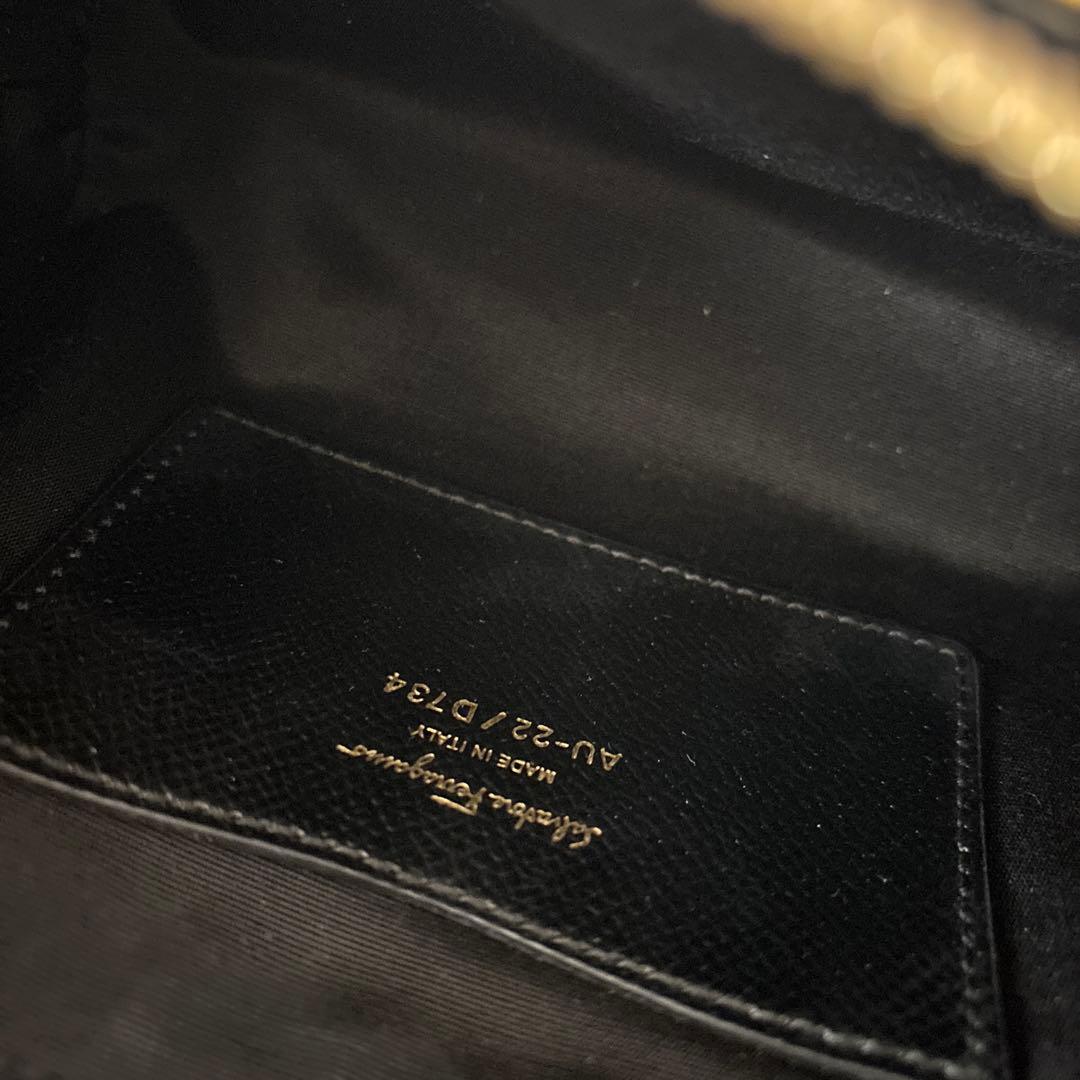 Salvatore Ferragamo
MADE IN ITALY
AU-22/D734